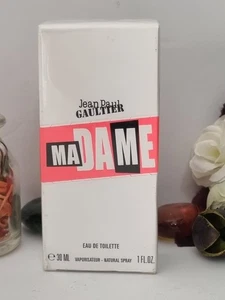 Jean Paul
GAULTIER
MADAME
EAU DE TOILETTE
℮ 30 ML VAPORISATEUR - NATURAL SPRAY 1 FL.OZ.